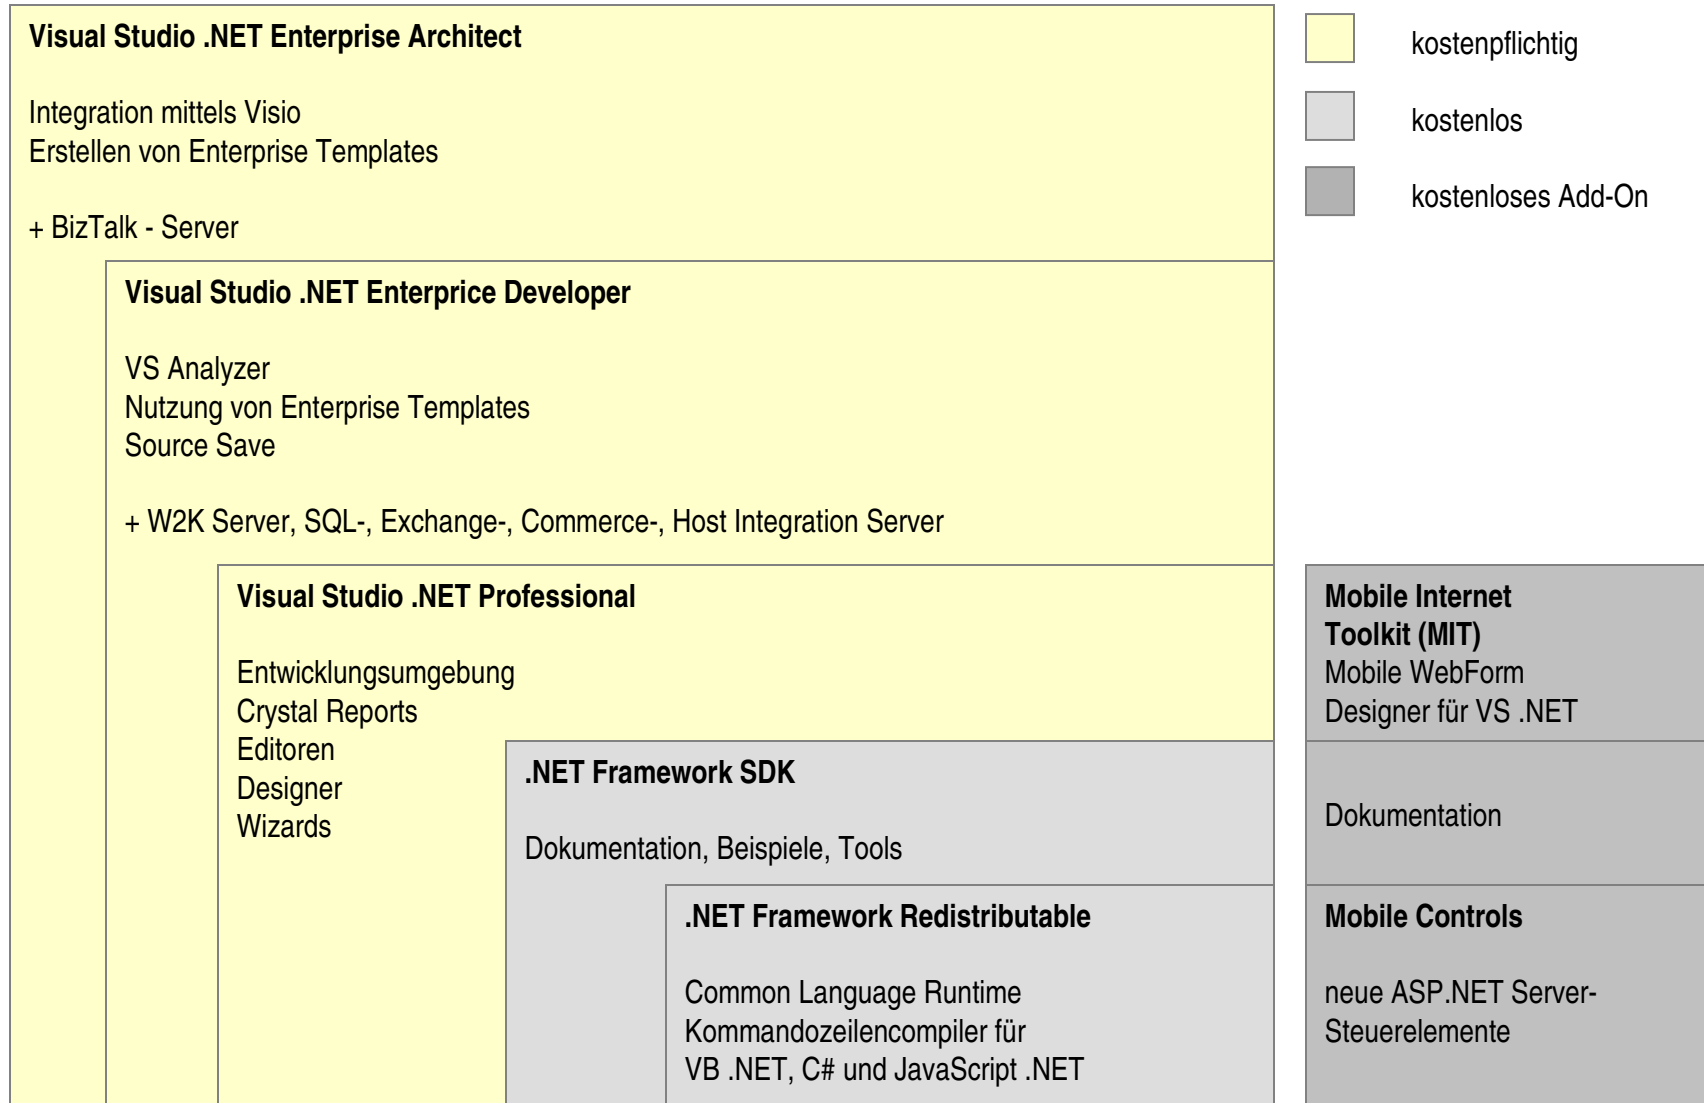 Visual Studio .NET Enterprise Architect
Integration mittels Visio
Erstellen von Enterprise Templates
+ BizTalk - Server
kostenpflichtig
kostenlos
kostenloses Add-On
Visual Studio .NET Enterprice Developer
VS Analyzer
Nutzung von Enterprise Templates
Source Save
+ W2K Server, SQL-, Exchange-, Commerce-, Host Integration Server
Visual Studio .NET Professional
Entwicklungsumgebung
Crystal Reports
Editoren
Designer
Wizards
.NET Framework SDK
Dokumentation, Beispiele, Tools
.NET Framework Redistributable
Common Language Runtime
Kommandozeilencompiler für
VB .NET, C# und JavaScript .NET
Mobile Internet
Toolkit (MIT)
Mobile WebForm
Designer für VS .NET
Dokumentation
Mobile Controls
neue ASP.NET Server-
Steuerelemente